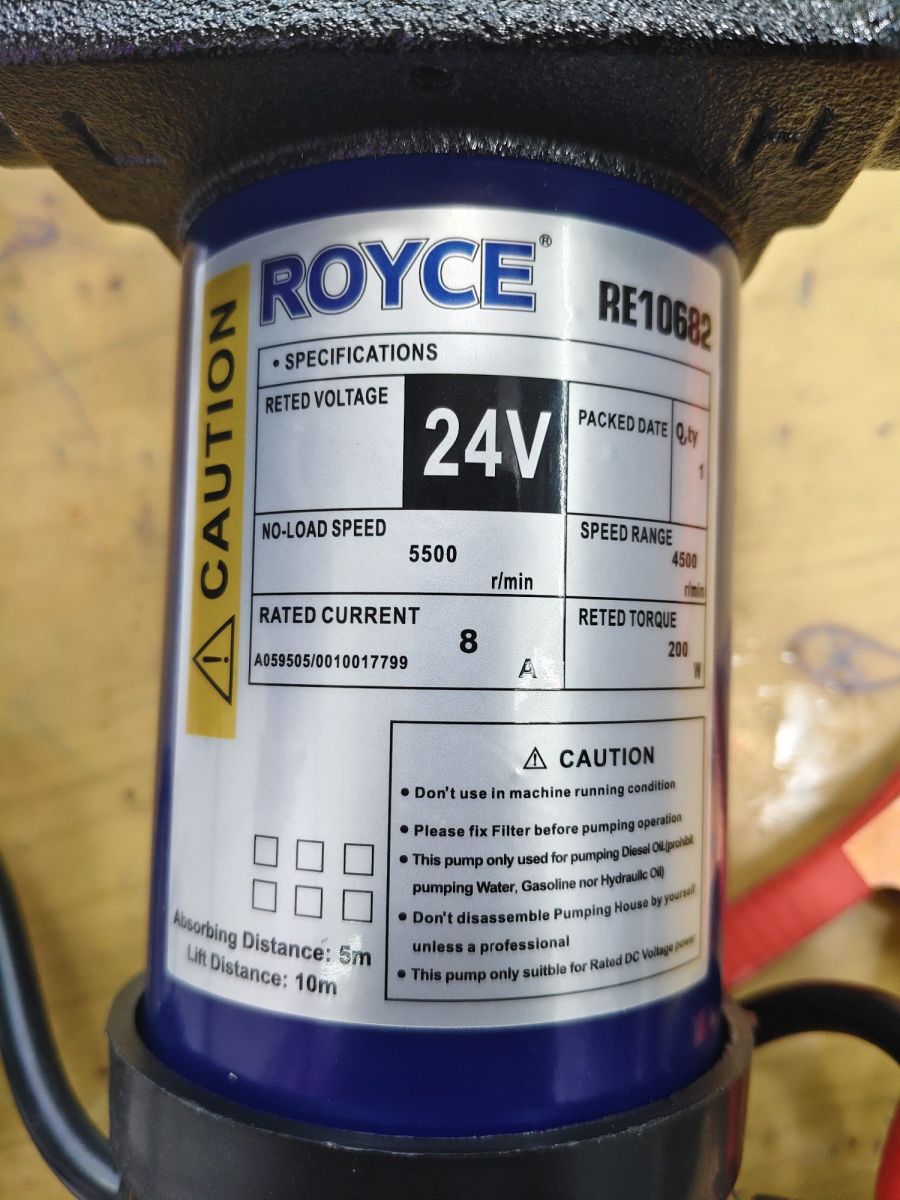 L H
ROYCE®
RE10682
CAUTION
• SPECIFICATIONS
RETED VOLTAGE
24V
PACKED DATE
Q,ty
1
NO-LOAD SPEED
5500
r/min
SPEED RANGE
4500
r/min
RATED CURRENT
8
A059505/0010017799
A
RETED TORQUE
200
W
CAUTION
• Don't use in machine running condition
• Please fix Filter before pumping operation
• This pump only used for pumping Diesel Oil.(prohibit
pumping Water, Gasoline nor Hydraulic Oil)
• Don't disassemble Pumping House by yourself
unless a professional
• This pump only suitble for Rated DC Voltage power
Absorbing Distance: 5m
Lift Distance: 10m